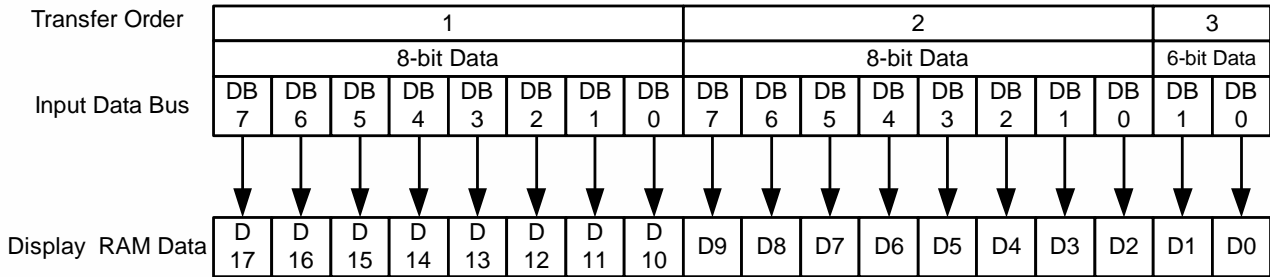 Transfer Order 1 2 3
8-bit Data 8-bit Data 6-bit Data
Input Data Bus DB 7 DB 6 DB 5 DB 4 DB 3 DB 2 DB 1 DB 0 DB 7 DB 6 DB 5 DB 4 DB 3 DB 2 DB 1 DB 0 DB 1 DB 0
Display RAM Data D 17 D 16 D 15 D 14 D 13 D 12 D 11 D 10 D9 D8 D7 D6 D5 D4 D3 D2 D1 D0